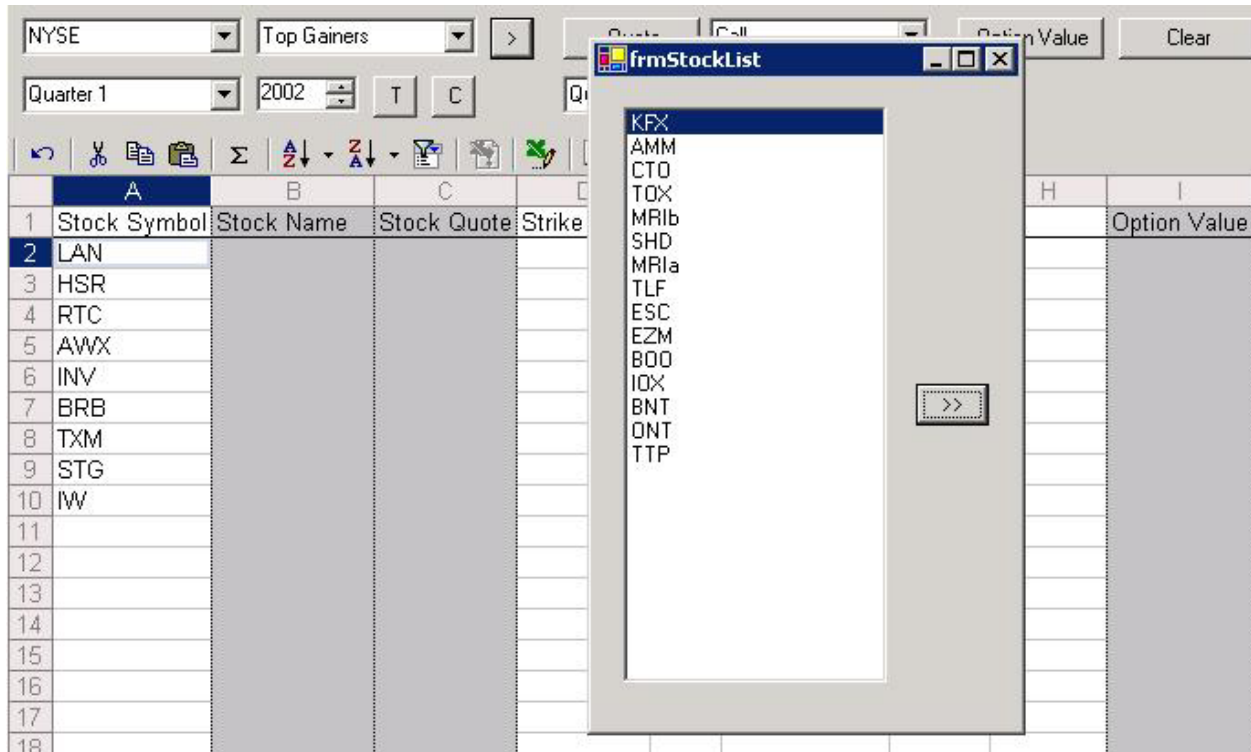 NYSE Top Gainers > Option Value Clear
frmStockList
Quarter 1 2002 T C
Σ A Z Z A
A B C H I
1 Stock Symbol Stock Name Stock Quote Strike Option Value
2 LAN
3 HSR
4 RTC
5 AWX
6 INV
7 BRB
8 TXM
9 STG
10 IW
11
12
13
14
15
16
17
18
KFX
AMM
CTO
TOX
MRIb
SHD
MRIa
TLF
ESC
EZM
BOO
IOX
BNT
ONT
TTP
>>